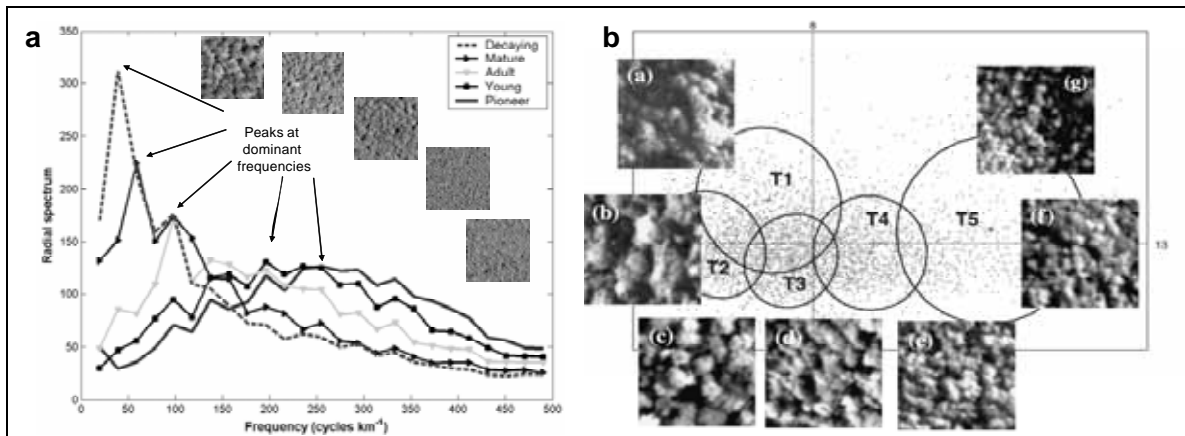 a
350
300
250
200
150
100
50
0
Radial spectrum
0 50 100 150 200 250 300 350 400 450 500
Frequency (cycles km-1)
Decaying
Mature
Adult
Young
Pioneer
Peaks at
dominant
frequencies
b
(a)
(b)
(c)
(d)
(e)
(f)
(g)
T1
T2
T3
T4
T5
13